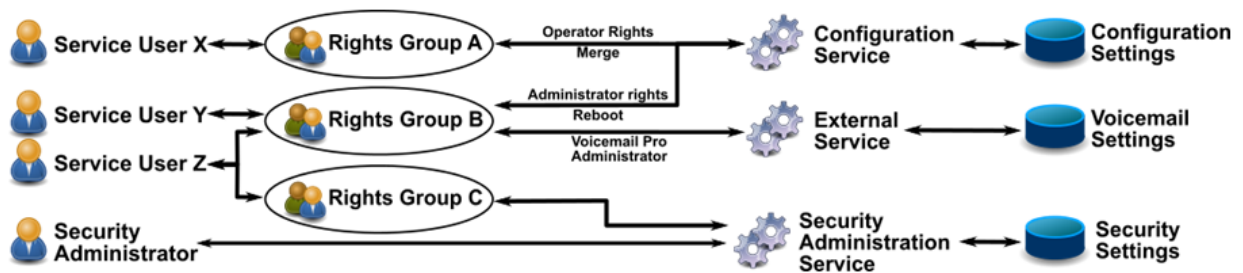 Service User X
Rights Group A
Operator Rights
Merge
Configuration
Service
Configuration
Settings
Administrator rights
Reboot
Service User Y
Rights Group B
Voicemail Pro
Administrator
External
Service
Voicemail
Settings
Service User Z
Rights Group C
Security
Administrator
Security
Administration
Service
Security
Settings